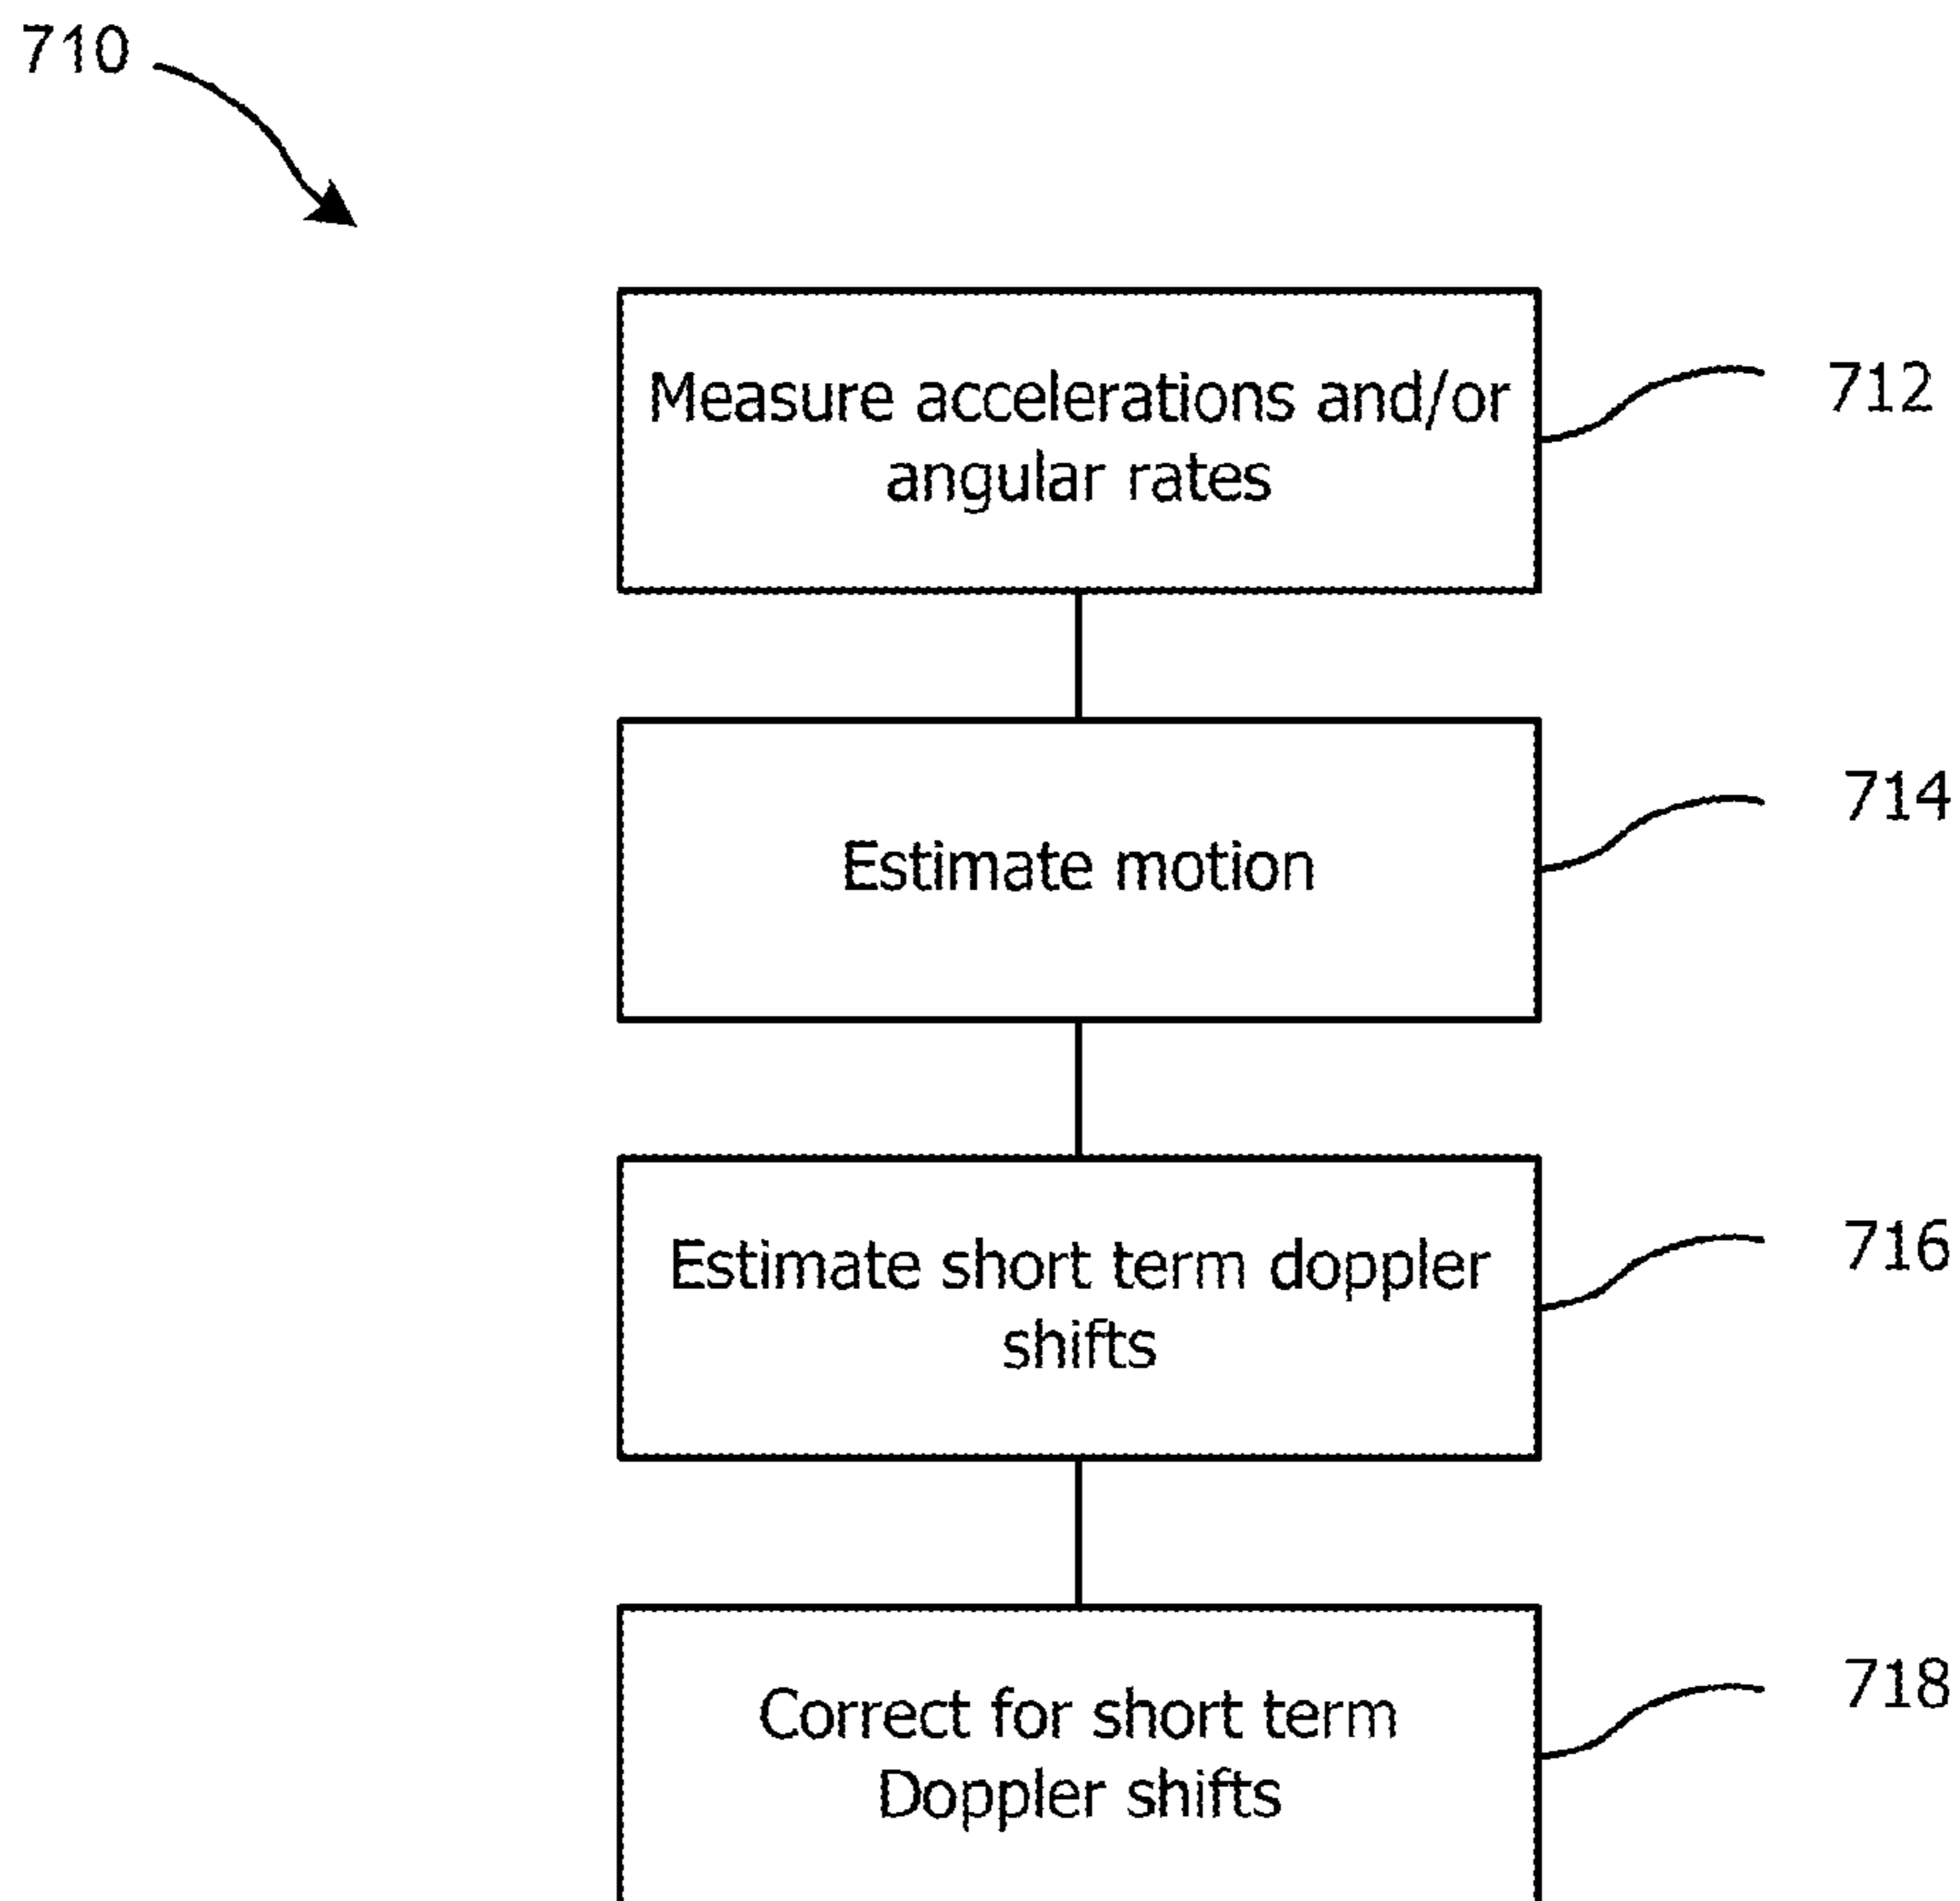 710
Measure accelerations and/or
angular rates
712
Estimate motion
714
Estimate short term doppler
shifts
716
Correct for short term
Doppler shifts
718